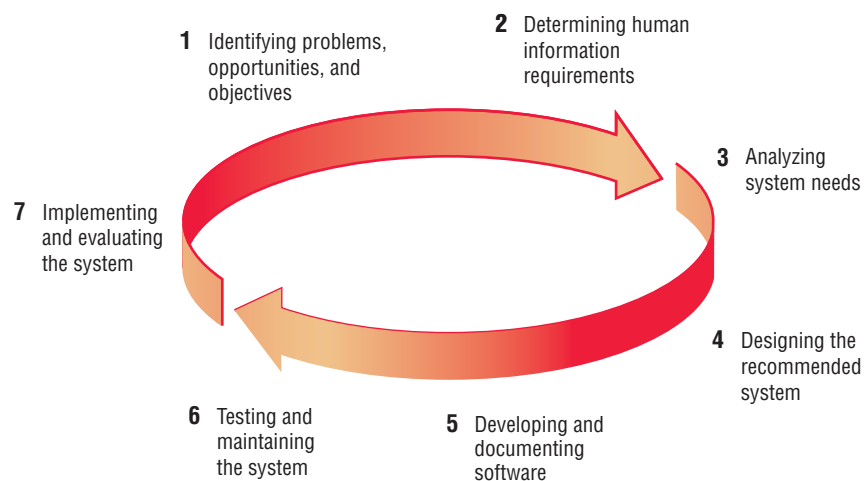 1 Identifying problems,
opportunities, and
objectives
2 Determining human
information
requirements
3 Analyzing
system needs
4 Designing the
recommended
system
5 Developing and
documenting
software
6 Testing and
maintaining
the system
7 Implementing
and evaluating
the system